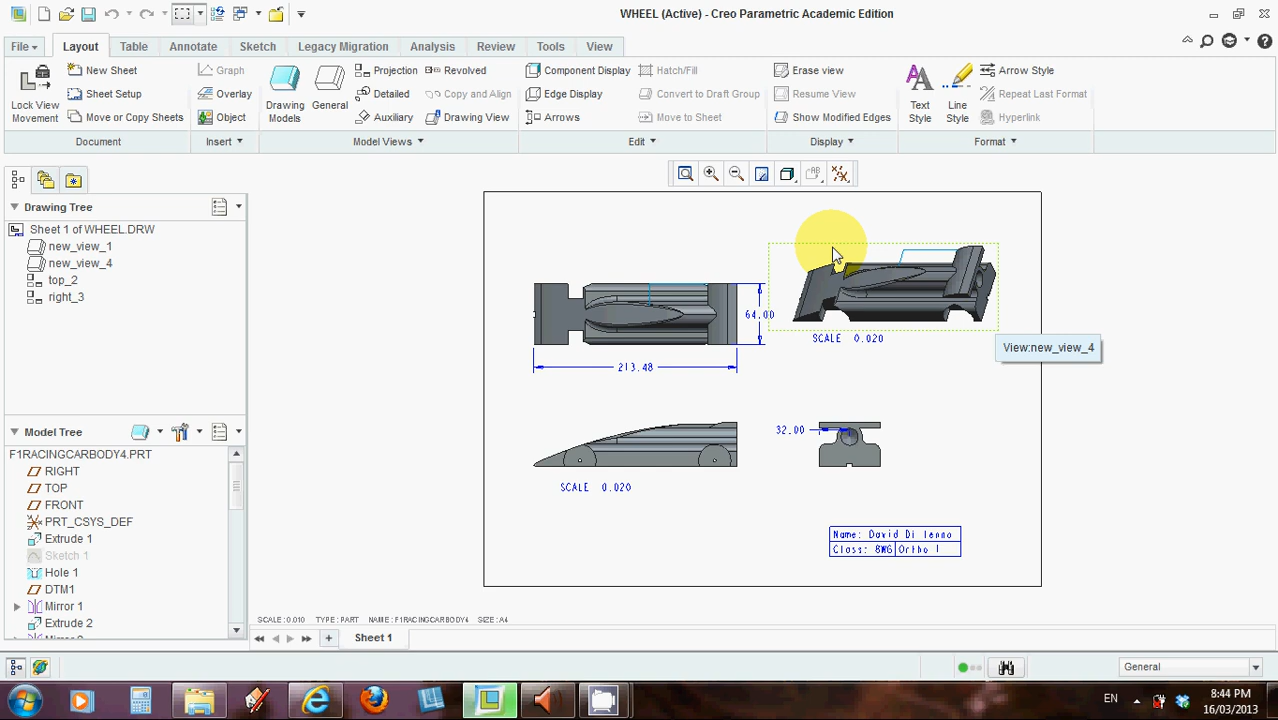 WHEEL (Active) - Creo Parametric Academic Edition
File Layout Table Annotate Sketch Legacy Migration Analysis Review Tools View
Lock View Movement
New Sheet
Sheet Setup
Move or Copy Sheets
Document
Graph
Overlay
Object
Insert
Drawing Models
General
Projection
Detailed
Auxiliary
Revolved
Copy and Align
Drawing View
Model Views
Component Display
Edge Display
Arrows
Hatch/Fill
Convert to Draft Group
Move to Sheet
Edit
Erase view
Resume View
Show Modified Edges
Display
Text Style
Line Style
Arrow Style
Repeat Last Format
Hyperlink
Format
Drawing Tree
Sheet 1 of WHEEL.DRW
new_view_1
new_view_4
top_2
right_3
Model Tree
F1RACINGCARBODY4.PRT
RIGHT
TOP
FRONT
PRT_CSYS_DEF
Extrude 1
Sketch 1
Hole 1
DTM1
Mirror 1
Extrude 2
64.00
213.48
SCALE 0.020
View:new_view_4
32.00
SCALE 0.020
Name: David Di Ienno
Class: 8W6 Ortho 1
SCALE:0.010 TYPE:PART NAME:F1RACINGCARBODY4 SIZE:A4
Sheet 1
General
EN
8:44 PM
16/03/2013